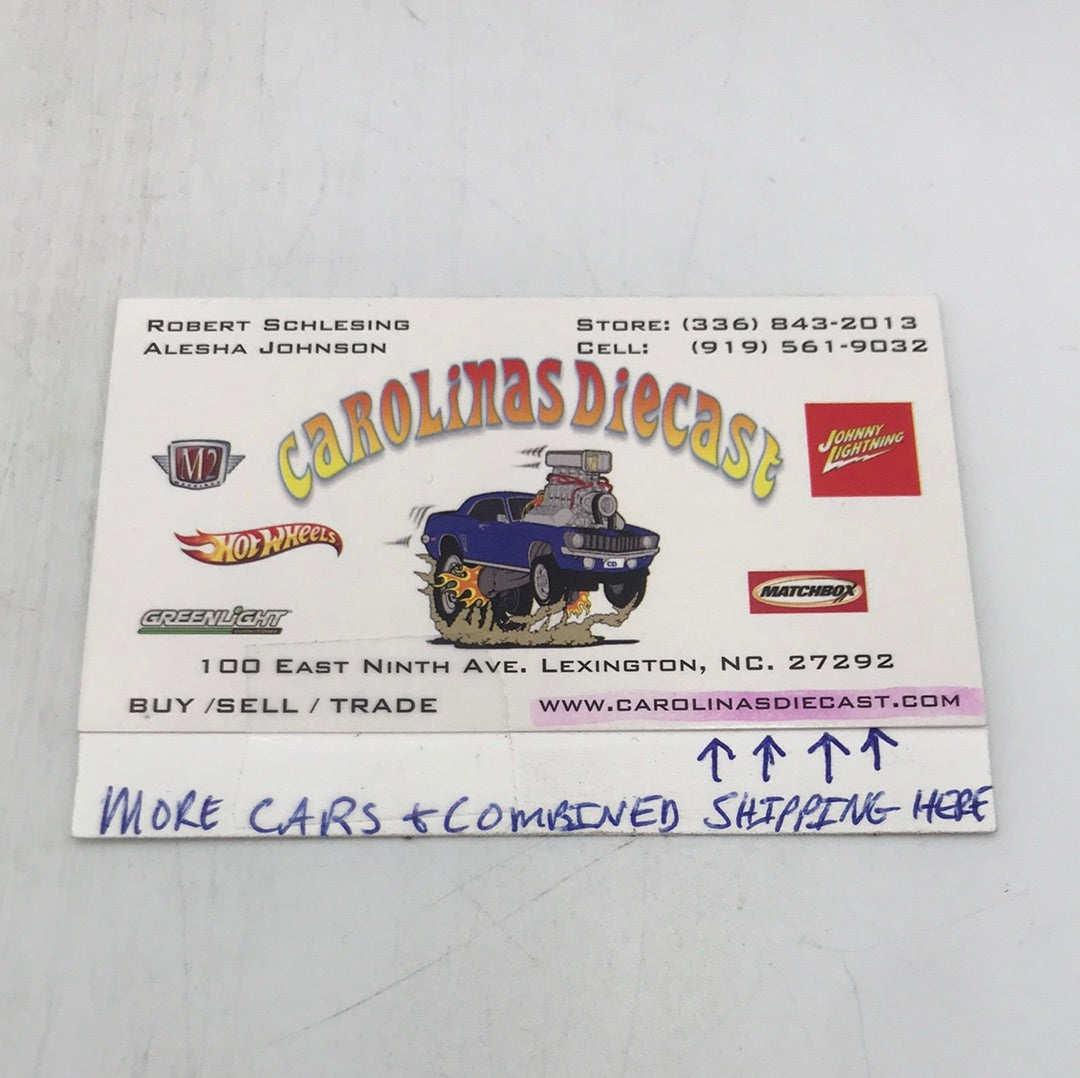 ROBERT SCHLESING
ALESHA JOHNSON
STORE: (336) 843-2013
CELL: (919) 561-9032
CAROLINAS DIECAST
M2
JOHNNY
LIGHTNING
HOT WHEELS
MATCHBOX
GREENLIGHT
COLLECTIBLES
CD
100 EAST NINTH AVE. LEXINGTON, NC. 27292
BUY /SELL / TRADE
WWW.CAROLINASDIECAST.COM
↑ ↑ ↑ ↑
MORE CARS & COMBINED SHIPPING HERE